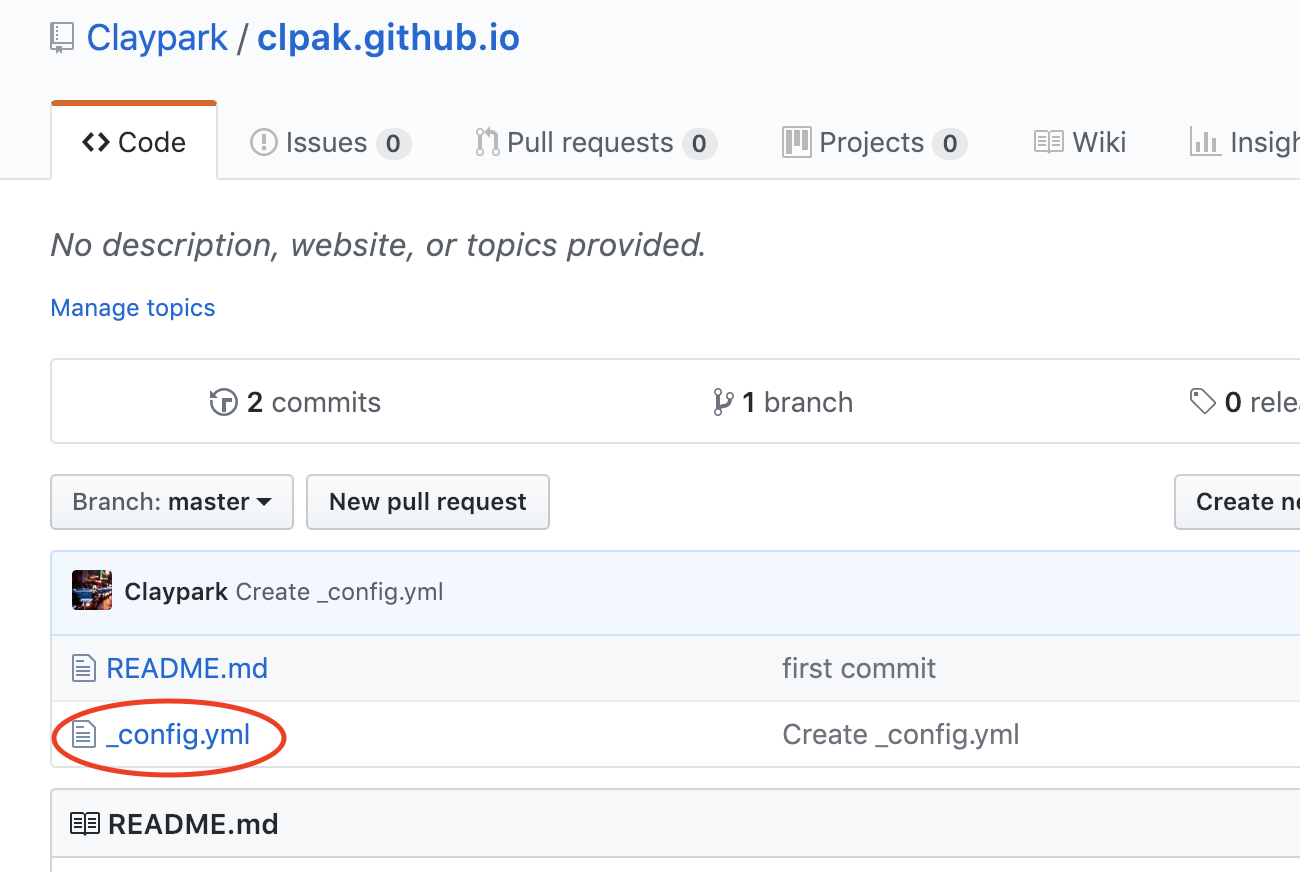 Claypark / clpak.github.io
Code Issues 0 Pull requests 0 Projects 0 Wiki Insigh
No description, website, or topics provided.
Manage topics
2 commits 1 branch 0 relea
Branch: master New pull request Create ne
Claypark Create _config.yml
README.md first commit
_config.yml Create _config.yml
README.md